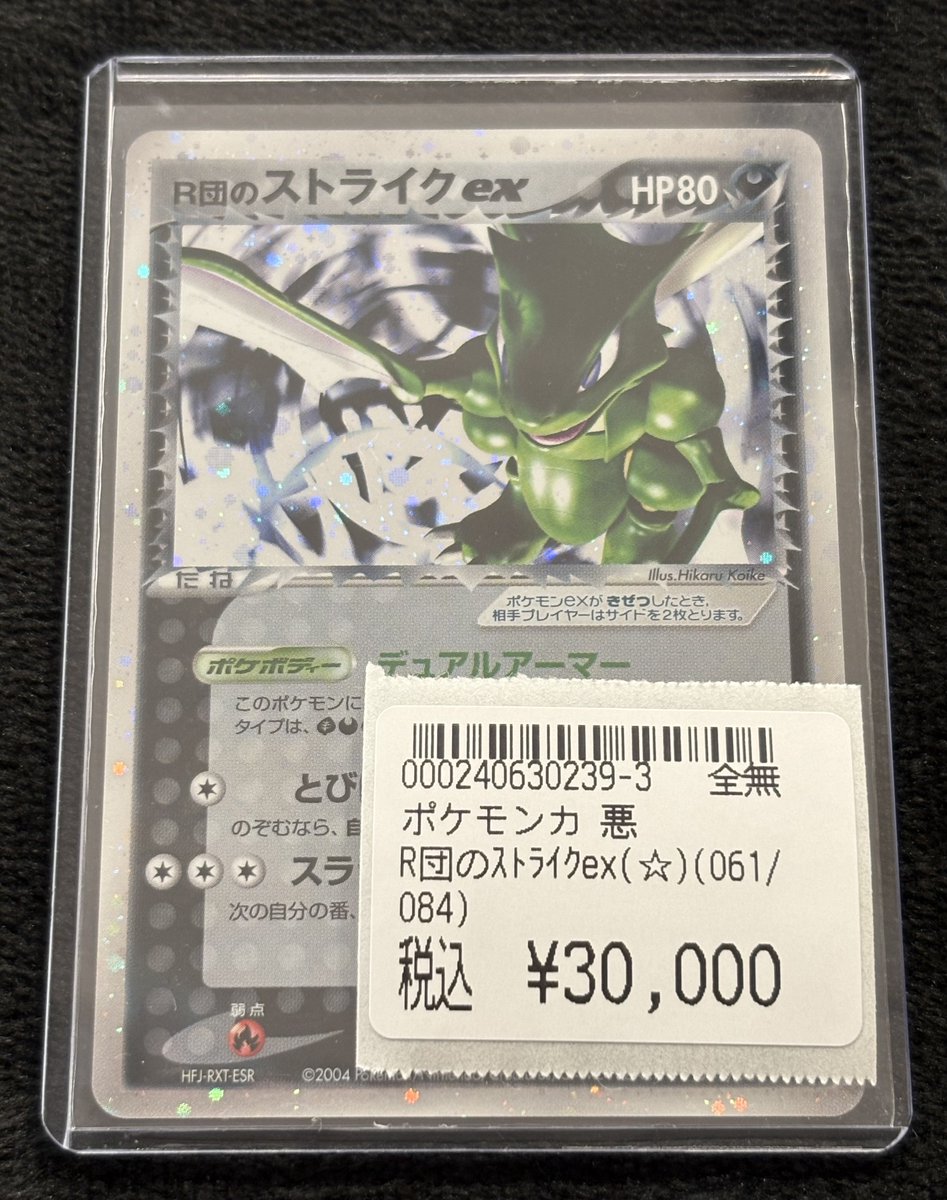 R団のストライクex HP80
たね
Illus.Hikaru Koike
ポケモンexが きぜつしたとき,
相手プレイヤーはサイドを2枚とります。
ポケボディー デュアルアーマー
このポケモンに
タイプは、
とび
のぞむなら、自
スラ
次の自分の番、
弱点
HFJ-RXT-ESR ©2004
000240630239-3 全無
ポケモンカ 悪
R団のｽﾄﾗｲｸex(☆)(061/
084)
税込 ¥30,000